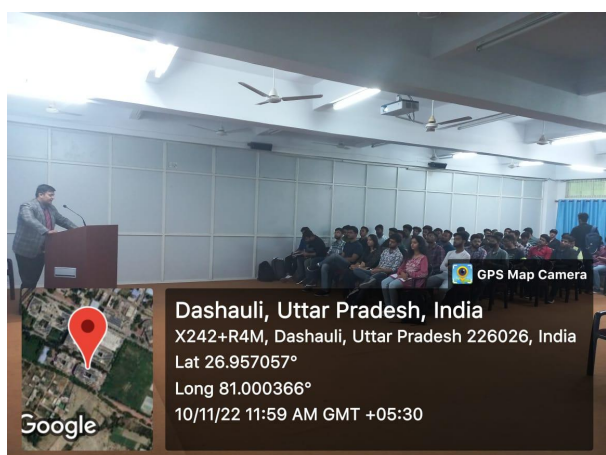 GPS Map Camera
Dashauli, Uttar Pradesh, India
X242+R4M, Dashauli, Uttar Pradesh 226026, India
Lat 26.957057°
Long 81.000366°
10/11/22 11:59 AM GMT +05:30
Google